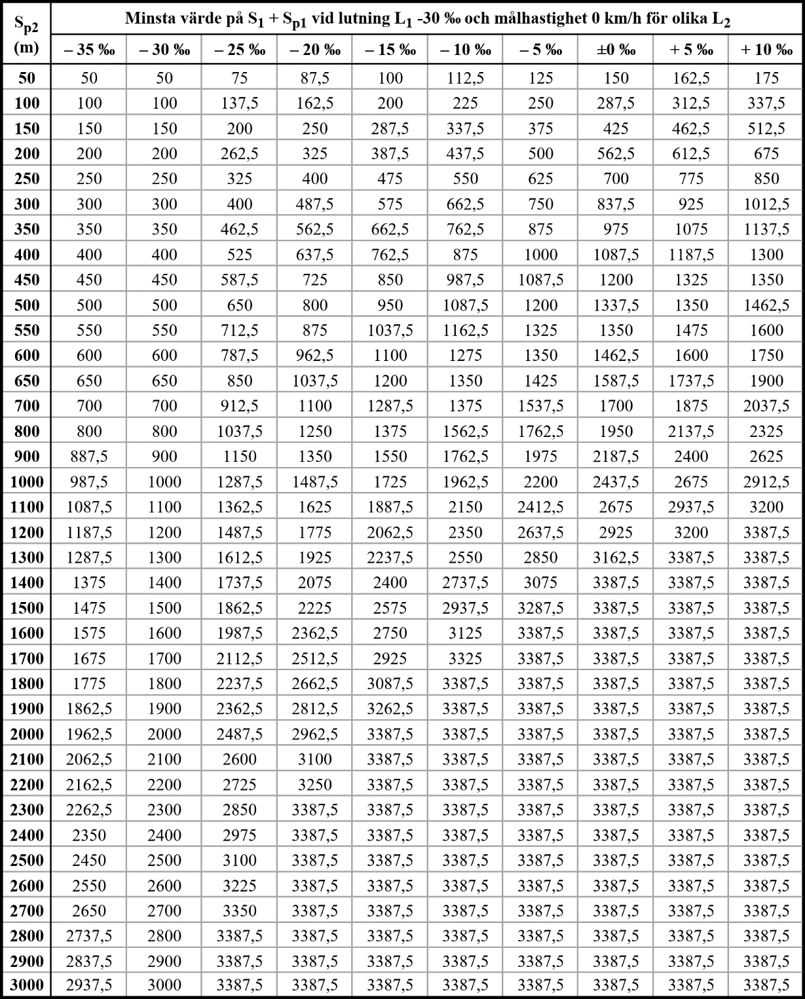 S_p2 (m) Minsta värde på S_1 + S_p1 vid lutning L_1 -30 ‰ och målhastighet 0 km/h för olika L_2
– 35 ‰ – 30 ‰ – 25 ‰ – 20 ‰ – 15 ‰ – 10 ‰ – 5 ‰ ±0 ‰ + 5 ‰ + 10 ‰
50 50 50 75 87,5 100 112,5 125 150 162,5 175
100 100 100 137,5 162,5 200 225 250 287,5 312,5 337,5
150 150 150 200 250 287,5 337,5 375 425 462,5 512,5
200 200 200 262,5 325 387,5 437,5 500 562,5 612,5 675
250 250 250 325 400 475 550 625 700 775 850
300 300 300 400 487,5 575 662,5 750 837,5 925 1012,5
350 350 350 462,5 562,5 662,5 762,5 875 975 1075 1137,5
400 400 400 525 637,5 762,5 875 1000 1087,5 1187,5 1300
450 450 450 587,5 725 850 987,5 1087,5 1200 1325 1350
500 500 500 650 800 950 1087,5 1200 1337,5 1350 1462,5
550 550 550 712,5 875 1037,5 1162,5 1325 1350 1475 1600
600 600 600 787,5 962,5 1100 1275 1350 1462,5 1600 1750
650 650 650 850 1037,5 1200 1350 1425 1587,5 1737,5 1900
700 700 700 912,5 1100 1287,5 1375 1537,5 1700 1875 2037,5
800 800 800 1037,5 1250 1375 1562,5 1762,5 1950 2137,5 2325
900 887,5 900 1150 1350 1550 1762,5 1975 2187,5 2400 2625
1000 987,5 1000 1287,5 1487,5 1725 1962,5 2200 2437,5 2675 2912,5
1100 1087,5 1100 1362,5 1625 1887,5 2150 2412,5 2675 2937,5 3200
1200 1187,5 1200 1487,5 1775 2062,5 2350 2637,5 2925 3200 3387,5
1300 1287,5 1300 1612,5 1925 2237,5 2550 2850 3162,5 3387,5 3387,5
1400 1375 1400 1737,5 2075 2400 2737,5 3075 3387,5 3387,5 3387,5
1500 1475 1500 1862,5 2225 2575 2937,5 3287,5 3387,5 3387,5 3387,5
1600 1575 1600 1987,5 2362,5 2750 3125 3387,5 3387,5 3387,5 3387,5
1700 1675 1700 2112,5 2512,5 2925 3325 3387,5 3387,5 3387,5 3387,5
1800 1775 1800 2237,5 2662,5 3087,5 3387,5 3387,5 3387,5 3387,5 3387,5
1900 1862,5 1900 2362,5 2812,5 3262,5 3387,5 3387,5 3387,5 3387,5 3387,5
2000 1962,5 2000 2487,5 2962,5 3387,5 3387,5 3387,5 3387,5 3387,5 3387,5
2100 2062,5 2100 2600 3100 3387,5 3387,5 3387,5 3387,5 3387,5 3387,5
2200 2162,5 2200 2725 3250 3387,5 3387,5 3387,5 3387,5 3387,5 3387,5
2300 2262,5 2300 2850 3387,5 3387,5 3387,5 3387,5 3387,5 3387,5 3387,5
2400 2350 2400 2975 3387,5 3387,5 3387,5 3387,5 3387,5 3387,5 3387,5
2500 2450 2500 3100 3387,5 3387,5 3387,5 3387,5 3387,5 3387,5 3387,5
2600 2550 2600 3225 3387,5 3387,5 3387,5 3387,5 3387,5 3387,5 3387,5
2700 2650 2700 3350 3387,5 3387,5 3387,5 3387,5 3387,5 3387,5 3387,5
2800 2737,5 2800 3387,5 3387,5 3387,5 3387,5 3387,5 3387,5 3387,5 3387,5
2900 2837,5 2900 3387,5 3387,5 3387,5 3387,5 3387,5 3387,5 3387,5 3387,5
3000 2937,5 3000 3387,5 3387,5 3387,5 3387,5 3387,5 3387,5 3387,5 3387,5